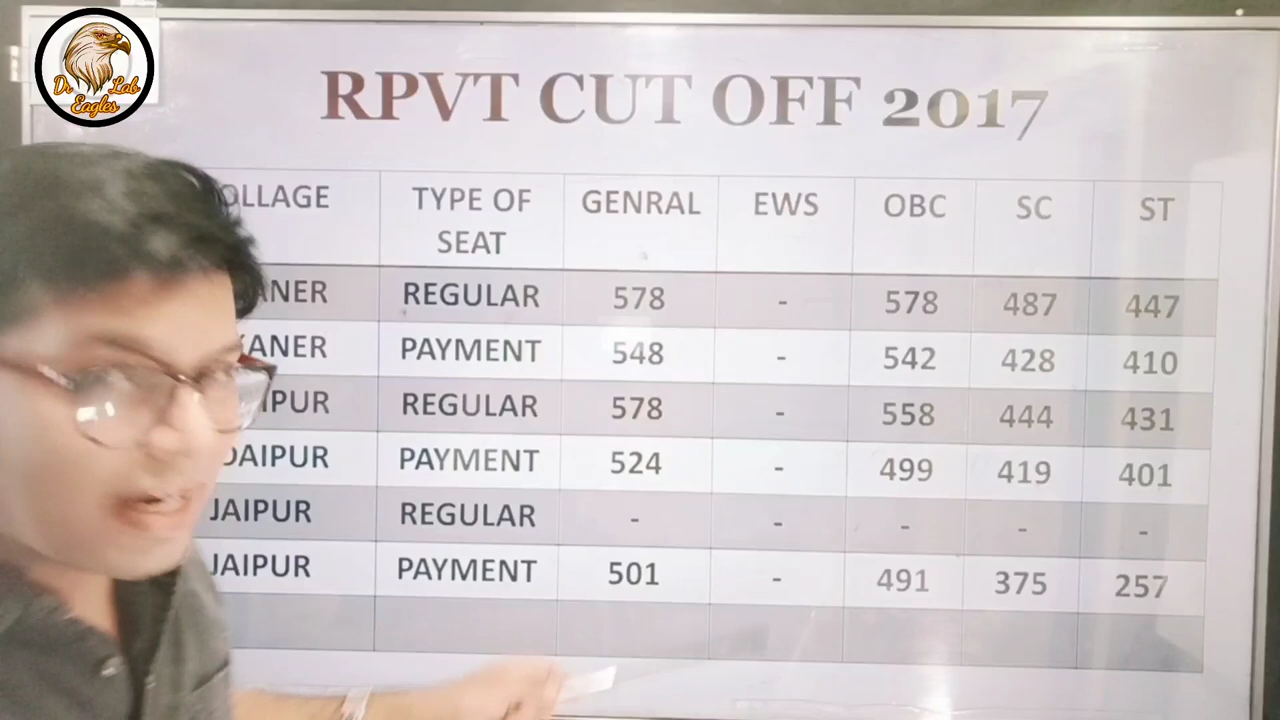 Dr Lab
Eagles
RPVT CUT OFF 2017
OLLAGE TYPE OF SEAT GENRAL EWS OBC SC ST
ANER REGULAR 578 - 578 487 447
KANER PAYMENT 548 - 542 428 410
IPUR REGULAR 578 - 558 444 431
DAIPUR PAYMENT 524 - 499 419 401
JAIPUR REGULAR - - - - -
JAIPUR PAYMENT 501 - 491 375 257